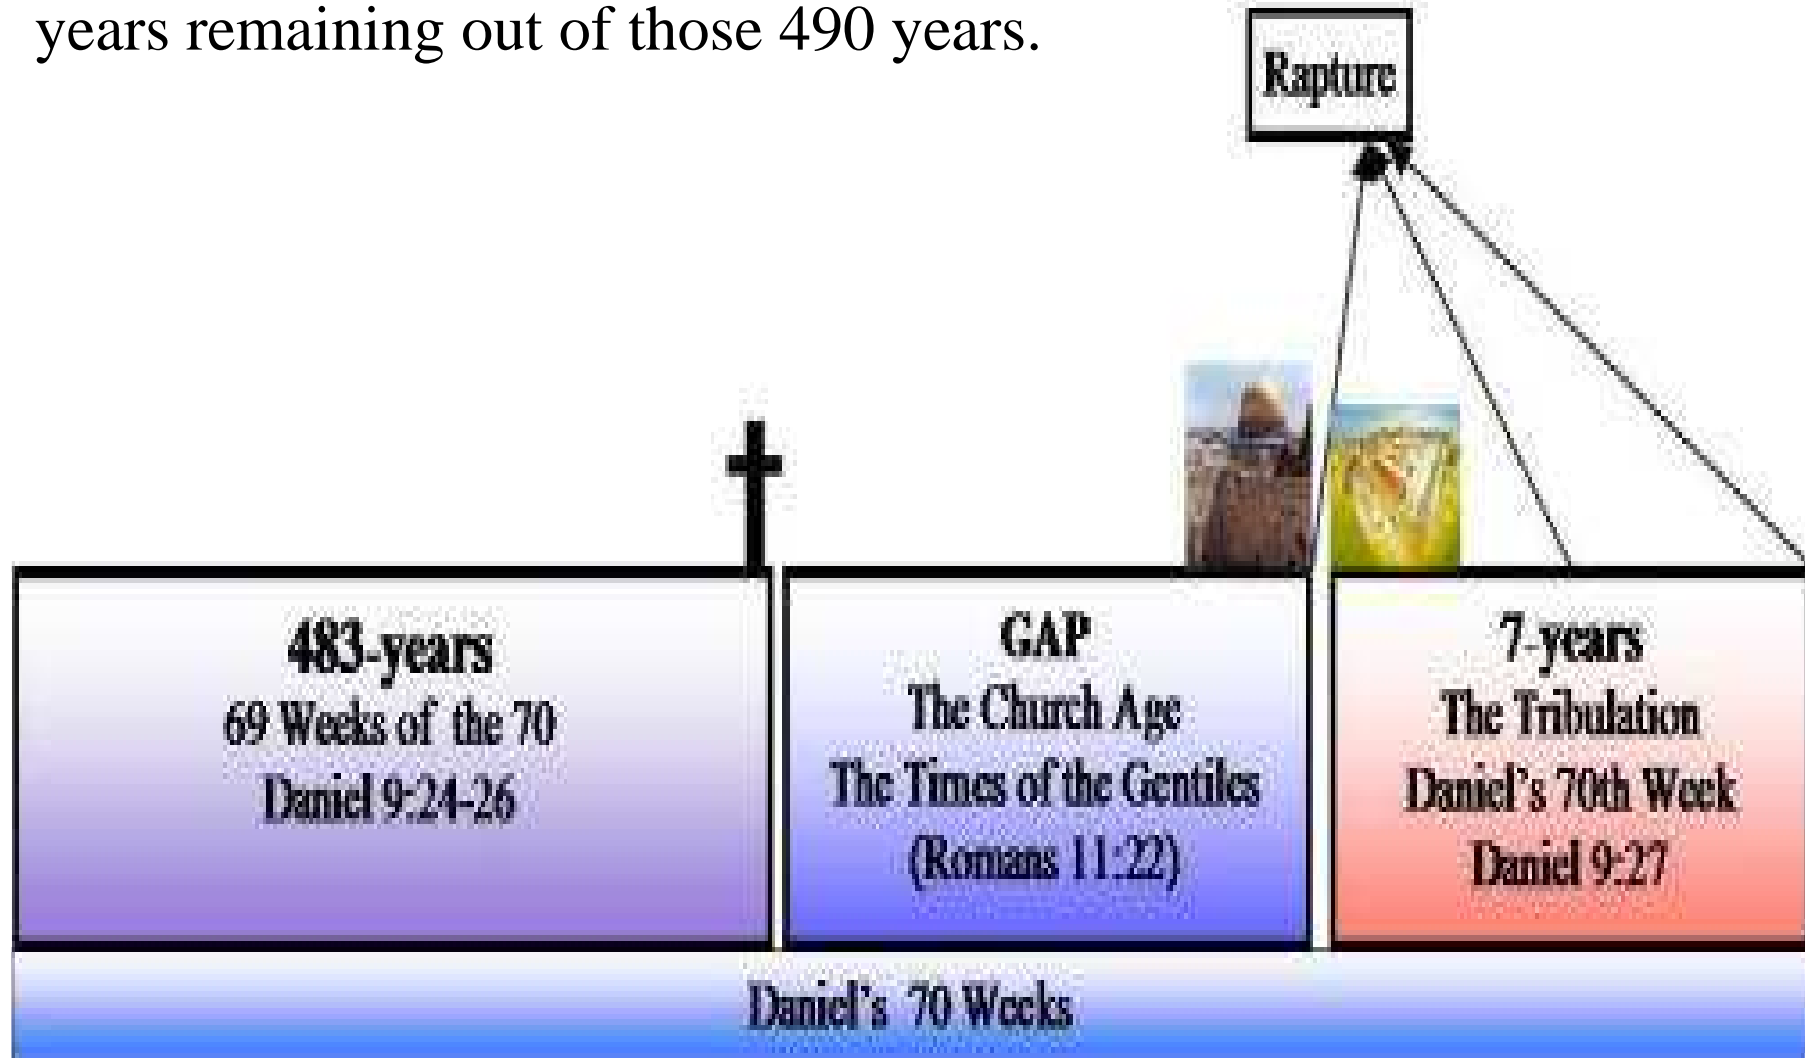 years remaining out of those 490 years.
Rapture
483-years
69 Weeks of the 70
Daniel 9:24-26
GAP
The Church Age
The Times of the Gentiles
(Romans 11:22)
7-years
The Tribulation
Daniel's 70th Week
Daniel 9:27
Daniel's 70 Weeks